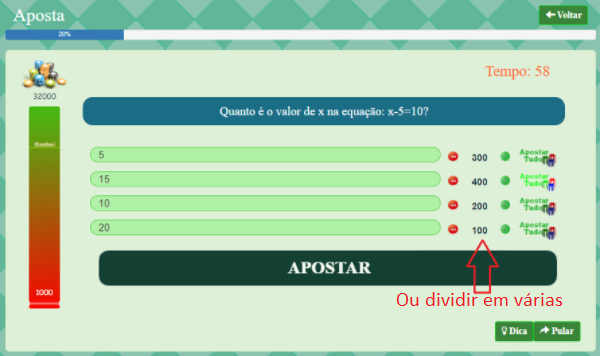 Aposta
Voltar
20%
Tempo: 58
32000
Quanto é o valor de x na equação: x-5=10?
Ganhei
5 300 Apostar Tudo
15 400 Apostar Tudo
10 200 Apostar Tudo
20 100 Apostar Tudo
1000
APOSTAR
Ou dividir em várias
Dica Pular